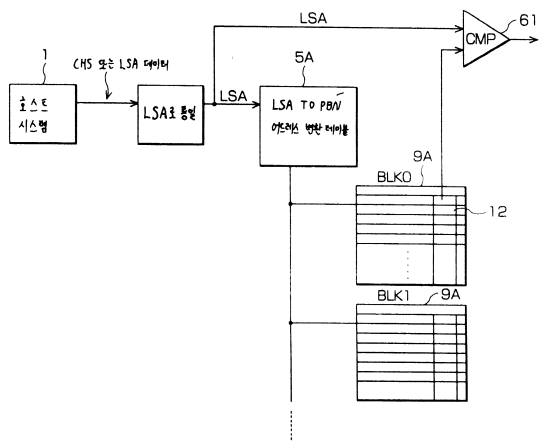 LSA
61
CMP
1
CHS 또는 LSA 데이터
5A
호스트
시스템
LSA로 통일
LSA
LSA TO PBN
어드레스 변환 테이블
9A
BLK0
12
BLK1
9A